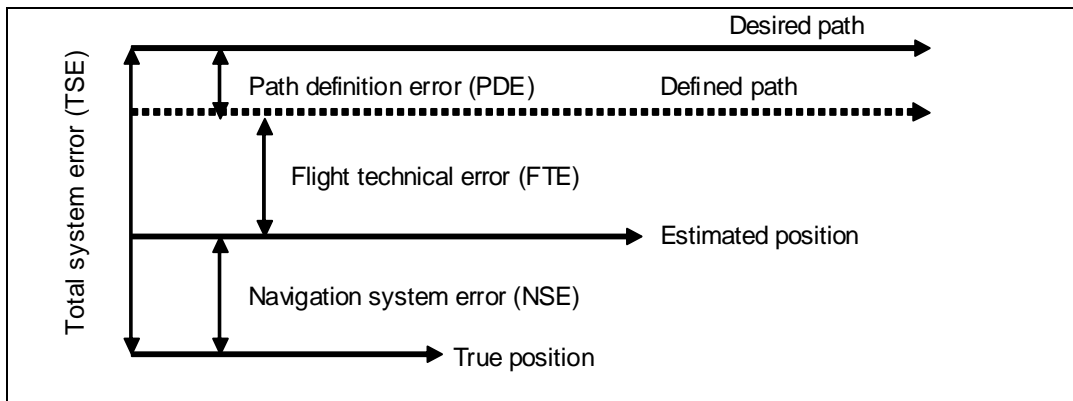 Desired path
Path definition error (PDE)
Defined path
Flight technical error (FTE)
Estimated position
Navigation system error (NSE)
True position
Total system error (TSE)